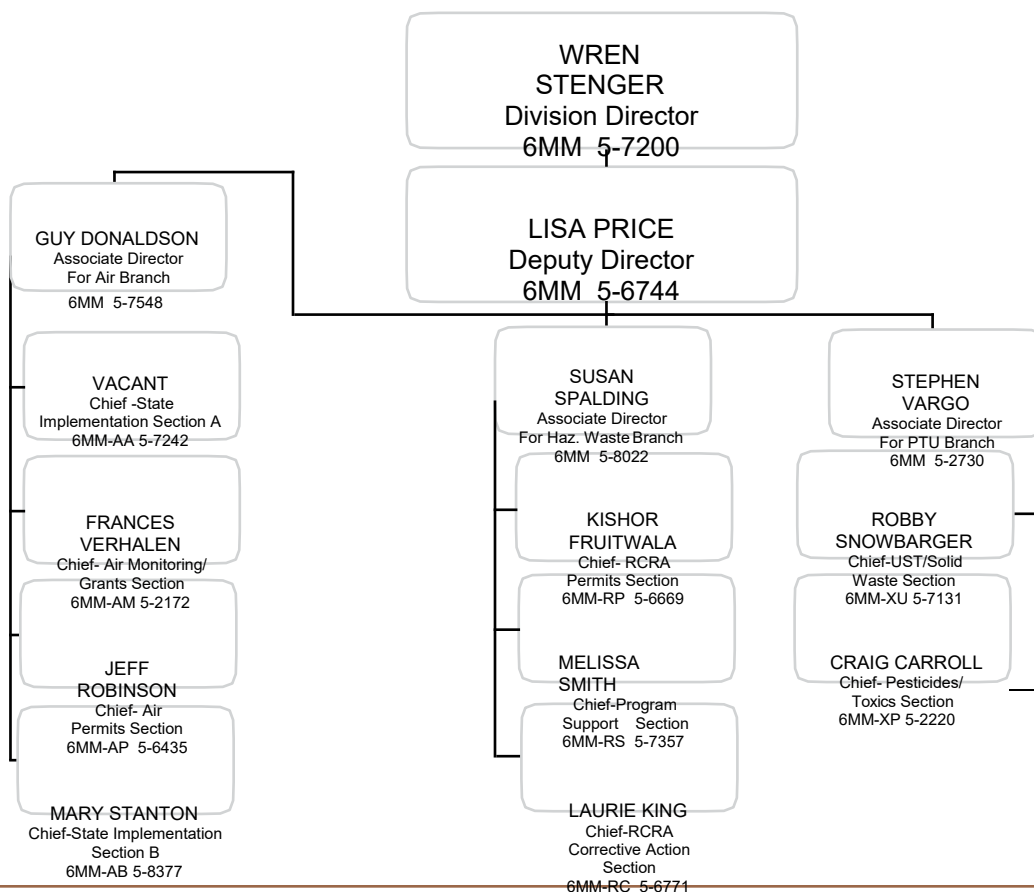 WREN
STENGER
Division Director
6MM  5-7200
LISA PRICE
Deputy Director
6MM  5-6744
GUY DONALDSON
Associate Director
For Air Branch
6MM  5-7548
VACANT
Chief -State
Implementation Section A
6MM-AA 5-7242
FRANCES
VERHALEN
Chief- Air Monitoring/
Grants Section
6MM-AM 5-2172
JEFF
ROBINSON
Chief- Air
Permits Section
6MM-AP  5-6435
MARY STANTON
Chief-State Implementation
Section B
6MM-AB 5-8377
SUSAN
SPALDING
Associate Director
For Haz. Waste Branch
6MM  5-8022
KISHOR
FRUITWALA
Chief- RCRA
Permits Section
6MM-RP  5-6669
MELISSA
SMITH
Chief-Program
Support  Section
6MM-RS  5-7357
LAURIE KING
Chief-RCRA
Corrective Action
Section
6MM-RC  5-6771
STEPHEN
VARGO
Associate Director
For PTU Branch
6MM  5-2730
ROBBY
SNOWBARGER
Chief-UST/Solid
Waste Section
6MM-XU 5-7131
CRAIG CARROLL
Chief- Pesticides/
Toxics Section
6MM-XP 5-2220